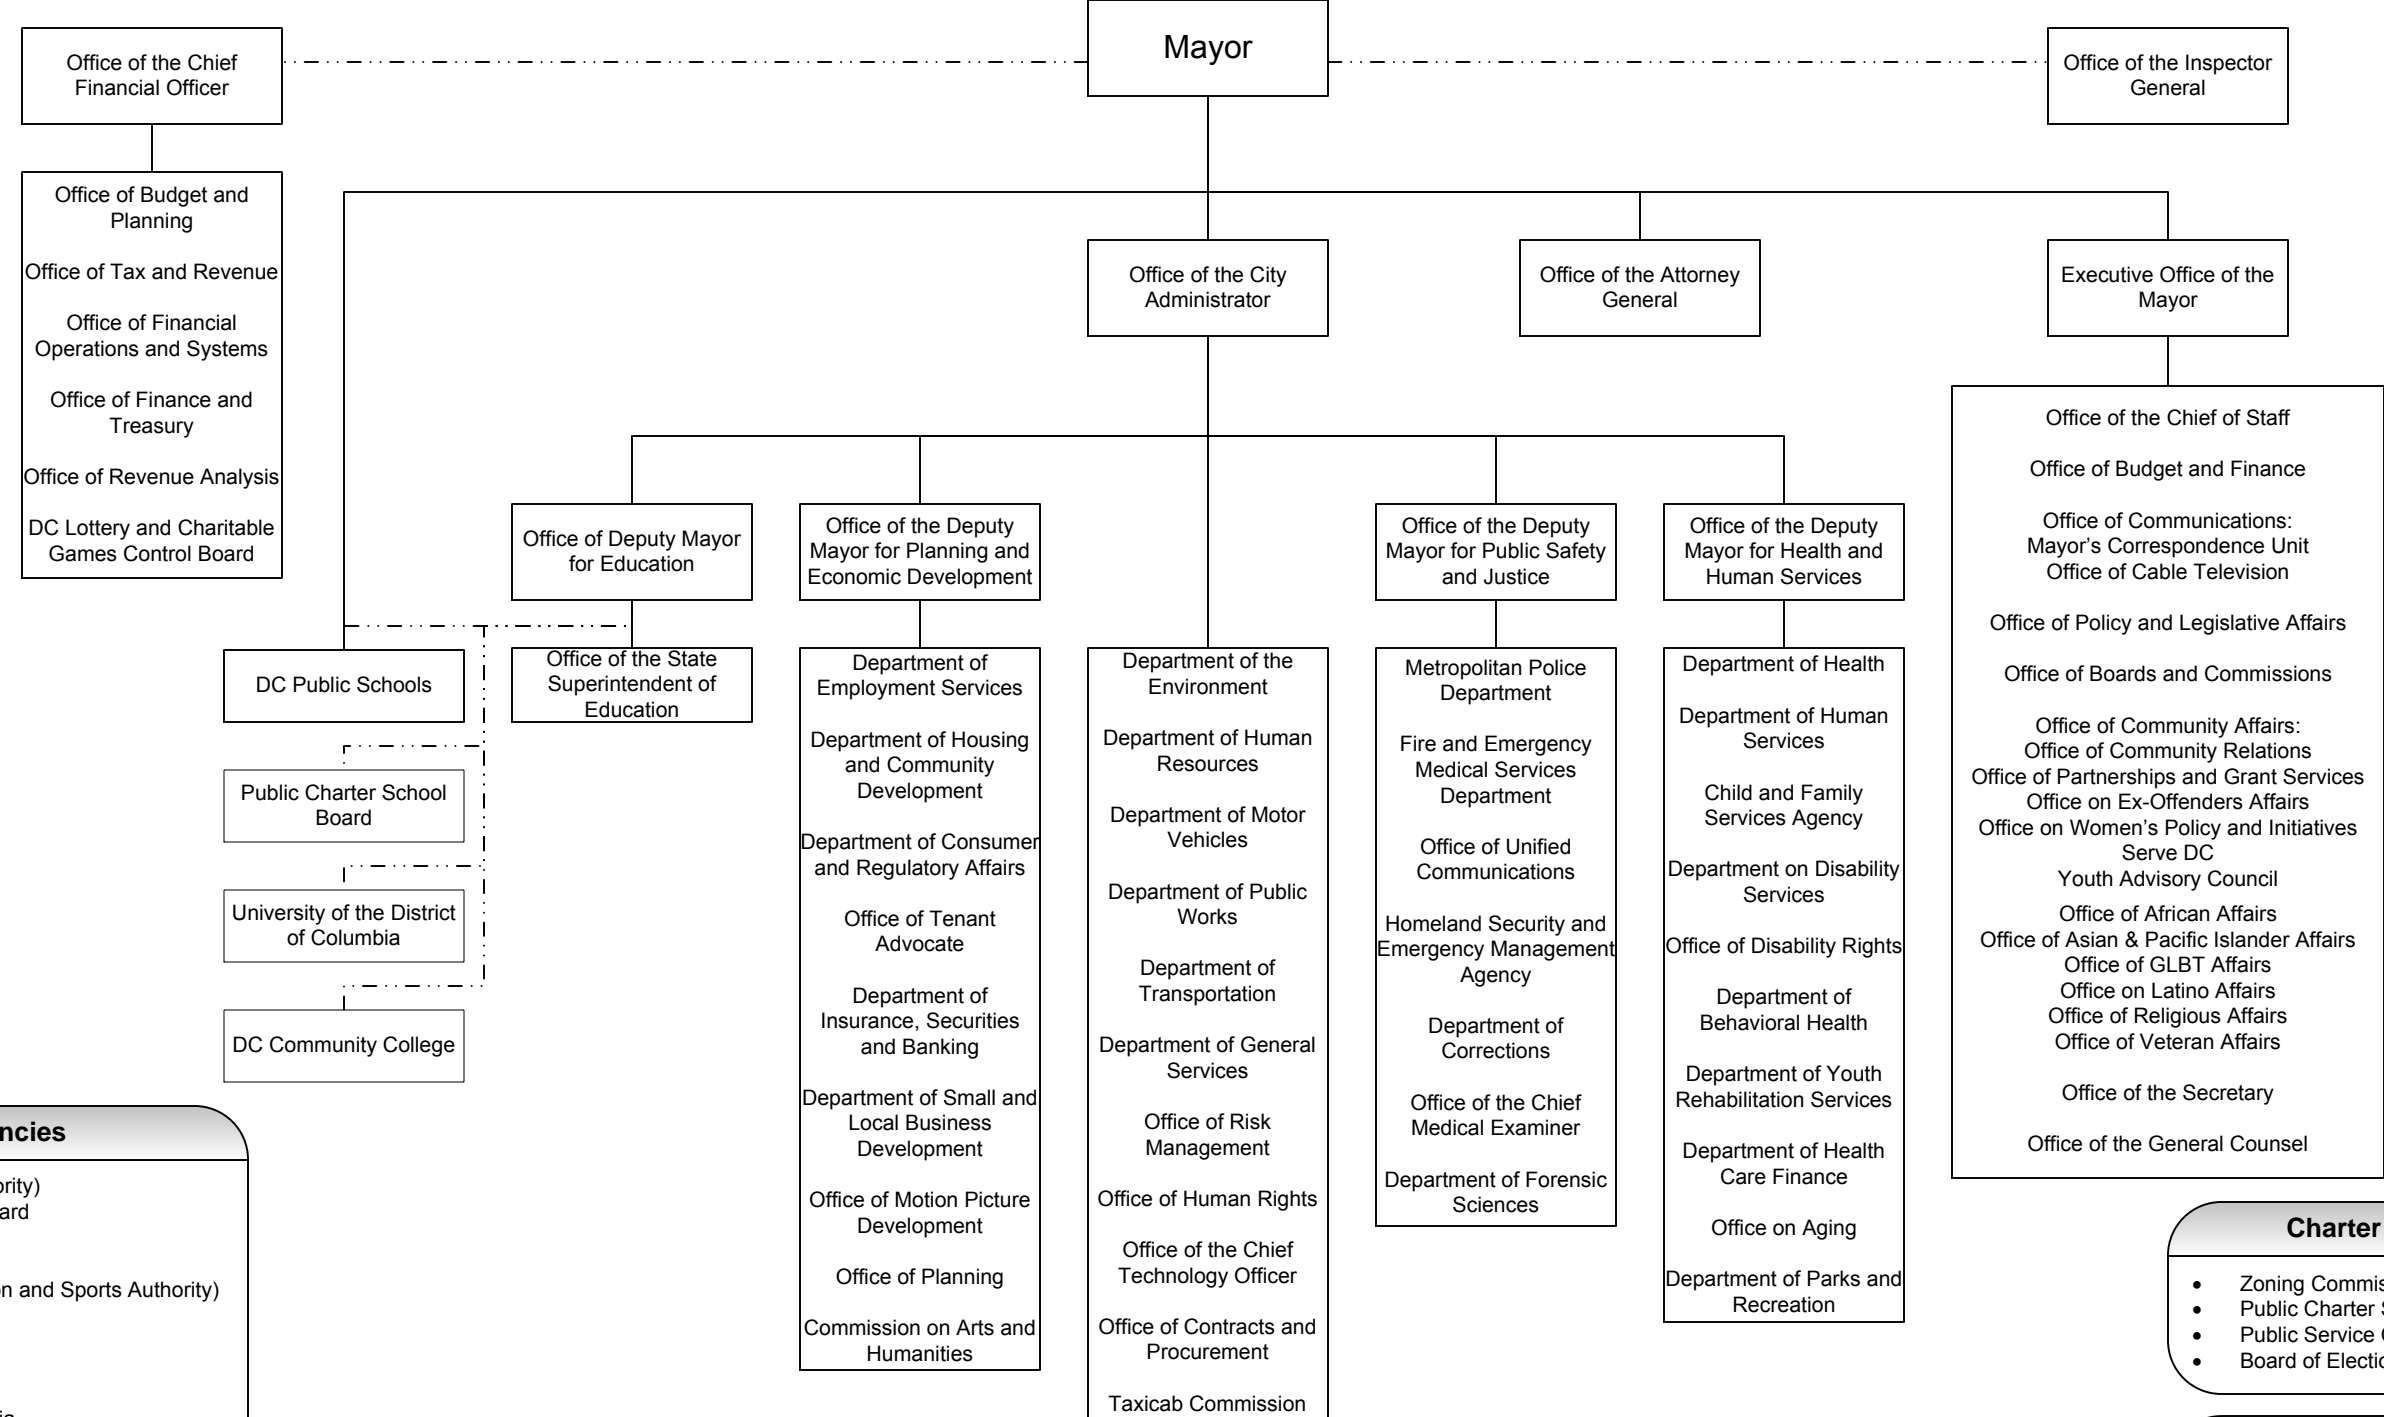 Mayor
Office of the Chief
Financial Officer
Office of the Inspector
General
Office of Budget and
Planning
Office of Tax and Revenue
Office of Financial
Operations and Systems
Office of Finance and
Treasury
Office of Revenue Analysis
DC Lottery and Charitable
Games Control Board
Office of the City
Administrator
Office of the Attorney
General
Executive Office of the
Mayor
Office of the Chief of Staff
Office of Budget and Finance
Office of Communications:
Mayor's Correspondence Unit
Office of Cable Television
Office of Policy and Legislative Affairs
Office of Boards and Commissions
Office of Community Affairs:
Office of Community Relations
Office of Partnerships and Grant Services
Office on Ex-Offenders Affairs
Office on Women's Policy and Initiatives
Serve DC
Youth Advisory Council
Office of African Affairs
Office of Asian & Pacific Islander Affairs
Office of GLBT Affairs
Office on Latino Affairs
Office of Religious Affairs
Office of Veteran Affairs
Office of the Secretary
Office of the General Counsel
Office of Deputy Mayor
for Education
Office of the Deputy
Mayor for Planning and
Economic Development
Office of the Deputy
Mayor for Public Safety
and Justice
Office of the Deputy
Mayor for Health and
Human Services
DC Public Schools
Office of the State
Superintendent of
Education
Public Charter School
Board
University of the District
of Columbia
DC Community College
Department of
Employment Services
Department of Housing
and Community
Development
Department of Consumer
and Regulatory Affairs
Office of Tenant
Advocate
Department of
Insurance, Securities
and Banking
Department of Small and
Local Business
Development
Office of Motion Picture
Development
Office of Planning
Commission on Arts and
Humanities
Department of the
Environment
Department of Human
Resources
Department of Motor
Vehicles
Department of Public
Works
Department of
Transportation
Department of General
Services
Office of Risk
Management
Office of Human Rights
Office of the Chief
Technology Officer
Office of Contracts and
Procurement
Taxicab Commission
Metropolitan Police
Department
Fire and Emergency
Medical Services
Department
Office of Unified
Communications
Homeland Security and
Emergency Management
Agency
Department of
Corrections
Office of the Chief
Medical Examiner
Department of Forensic
Sciences
Department of Health
Department of Human
Services
Child and Family
Services Agency
Department on Disability
Services
Office of Disability Rights
Department of
Behavioral Health
Department of Youth
Rehabilitation Services
Department of Health
Care Finance
Office on Aging
Department of Parks and
Recreation
ncies
ority)
ard
n and Sports Authority)
Charter
• Zoning Commis
• Public Charter
• Public Service
• Board of Electi